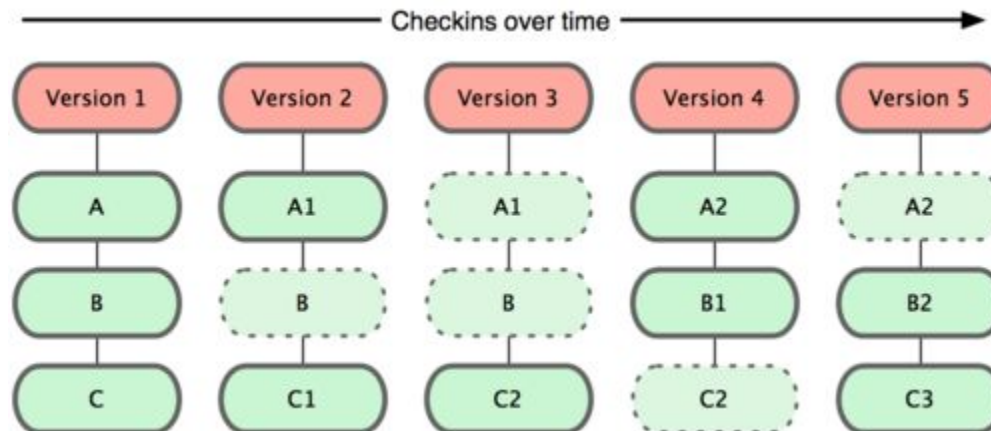 Checkins over time
Version 1 Version 2 Version 3 Version 4 Version 5
A A1 A1 A2 A2
B B B B1 B2
C C1 C2 C2 C3